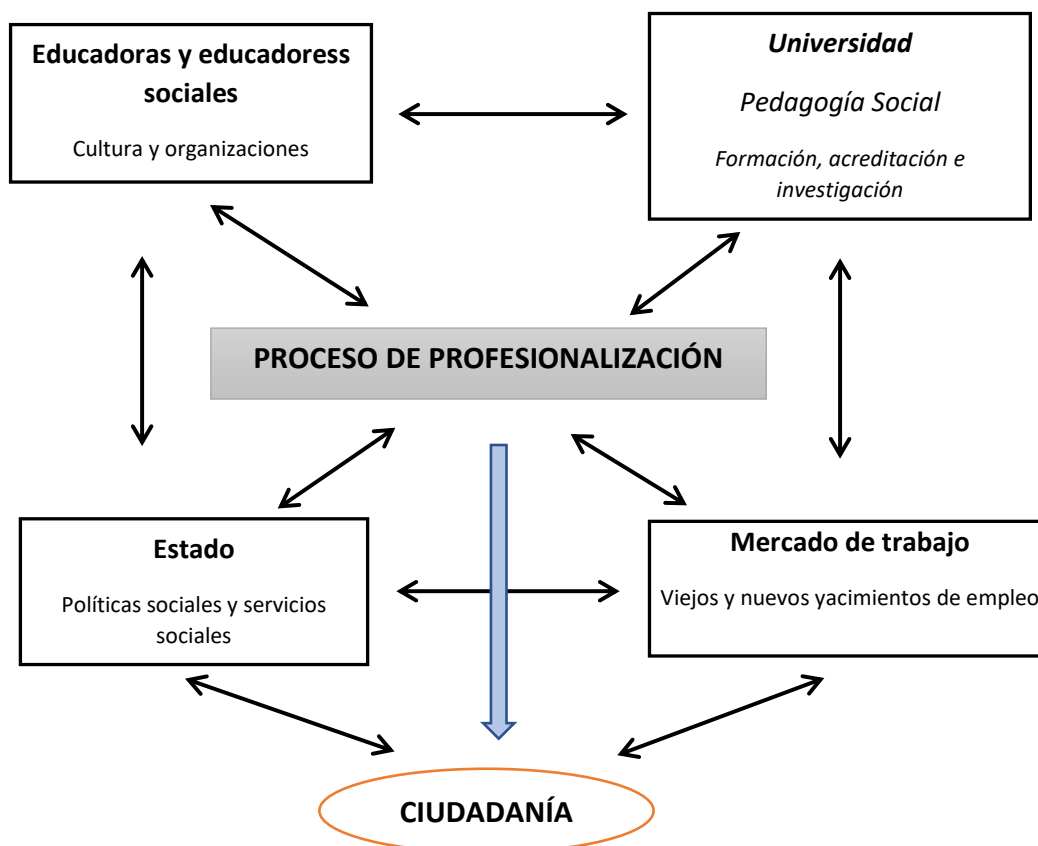 Educadoras y educadoress
sociales
Cultura y organizaciones
Universidad
Pedagogía Social
Formación, acreditación e
investigación
PROCESO DE PROFESIONALIZACIÓN
Estado
Políticas sociales y servicios
sociales
Mercado de trabajo
Viejos y nuevos yacimientos de empleo
CIUDADANÍA